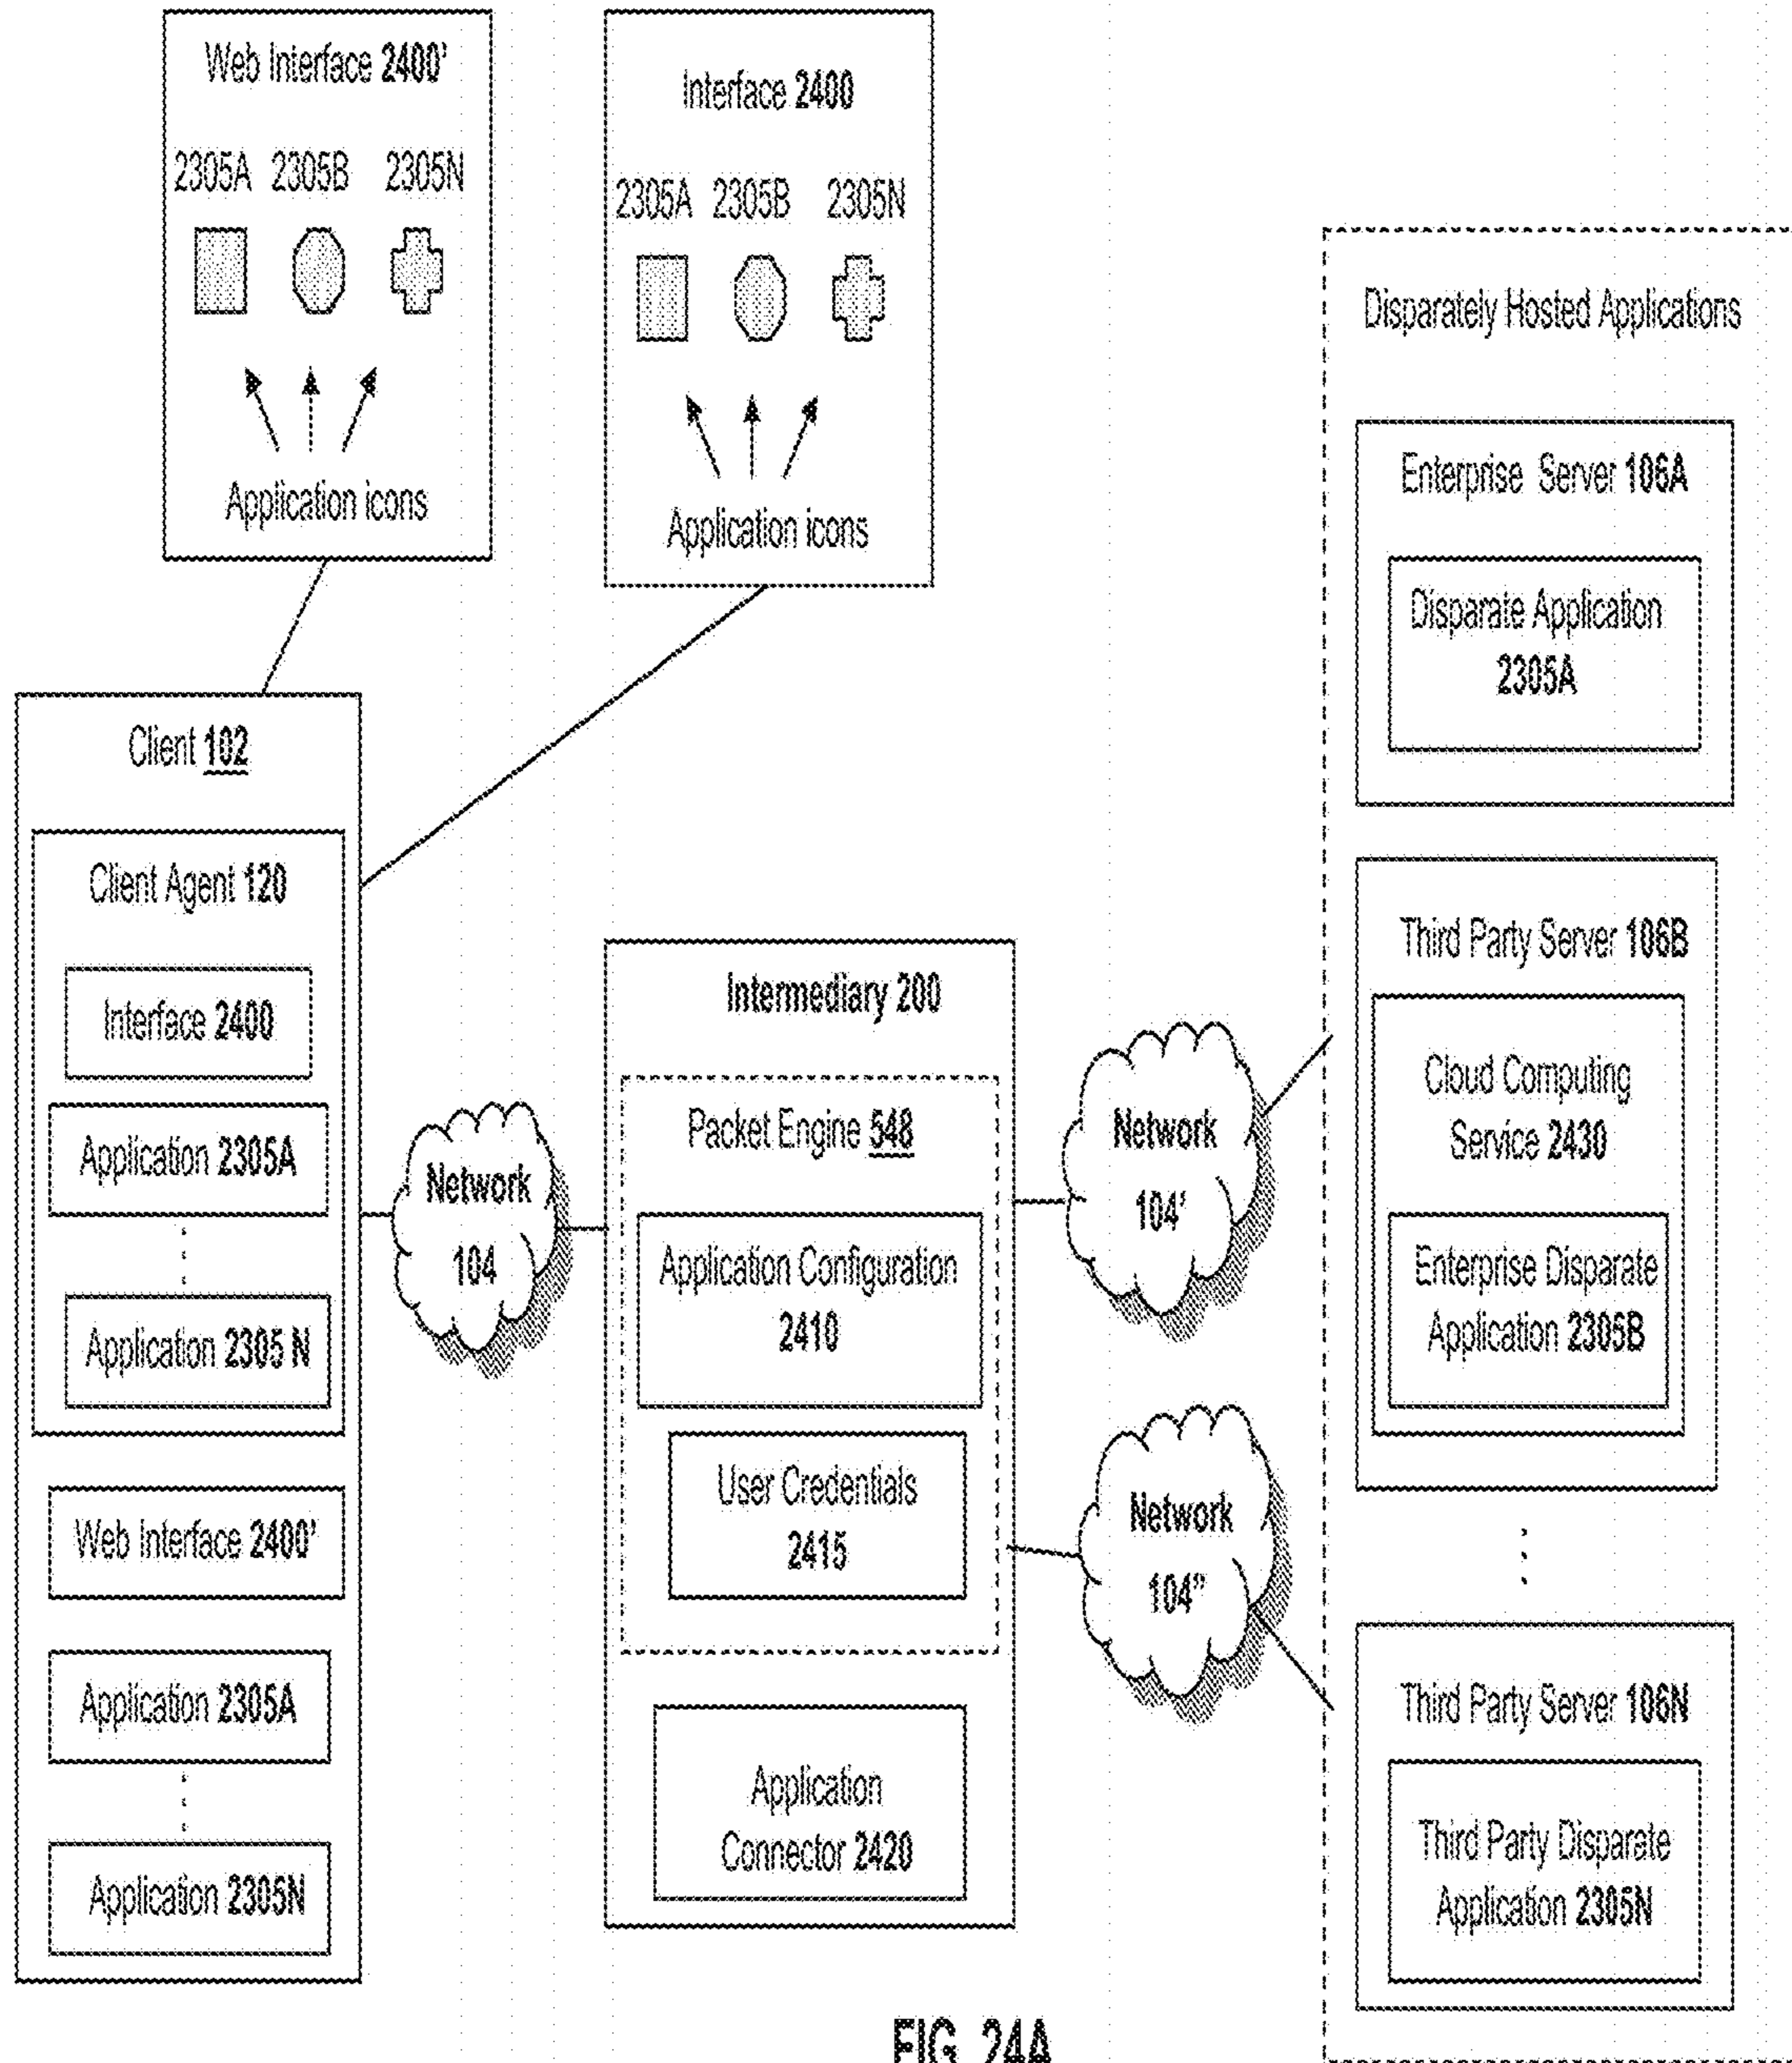 Web Interface 2400'
2305A 2305B 2305N
Application icons
Interface 2400
2305A 2305B 2305N
Application icons
Client 102
Client Agent 120
Interface 2400
Application 2305A
Application 2305 N
Web Interface 2400'
Application 2305A
Application 2305N
Network
104
Intermediary 200
Packet Engine 548
Application Configuration
2410
User Credentials
2415
Application
Connector 2420
Network
104'
Network
104"
Disparately Hosted Applications
Enterprise Server 106A
Disparate Application
2305A
Third Party Server 106B
Cloud Computing
Service 2430
Enterprise Disparate
Application 2305B
Third Party Server 106N
Third Party Disparate
Application 2305N
FIG. 24A